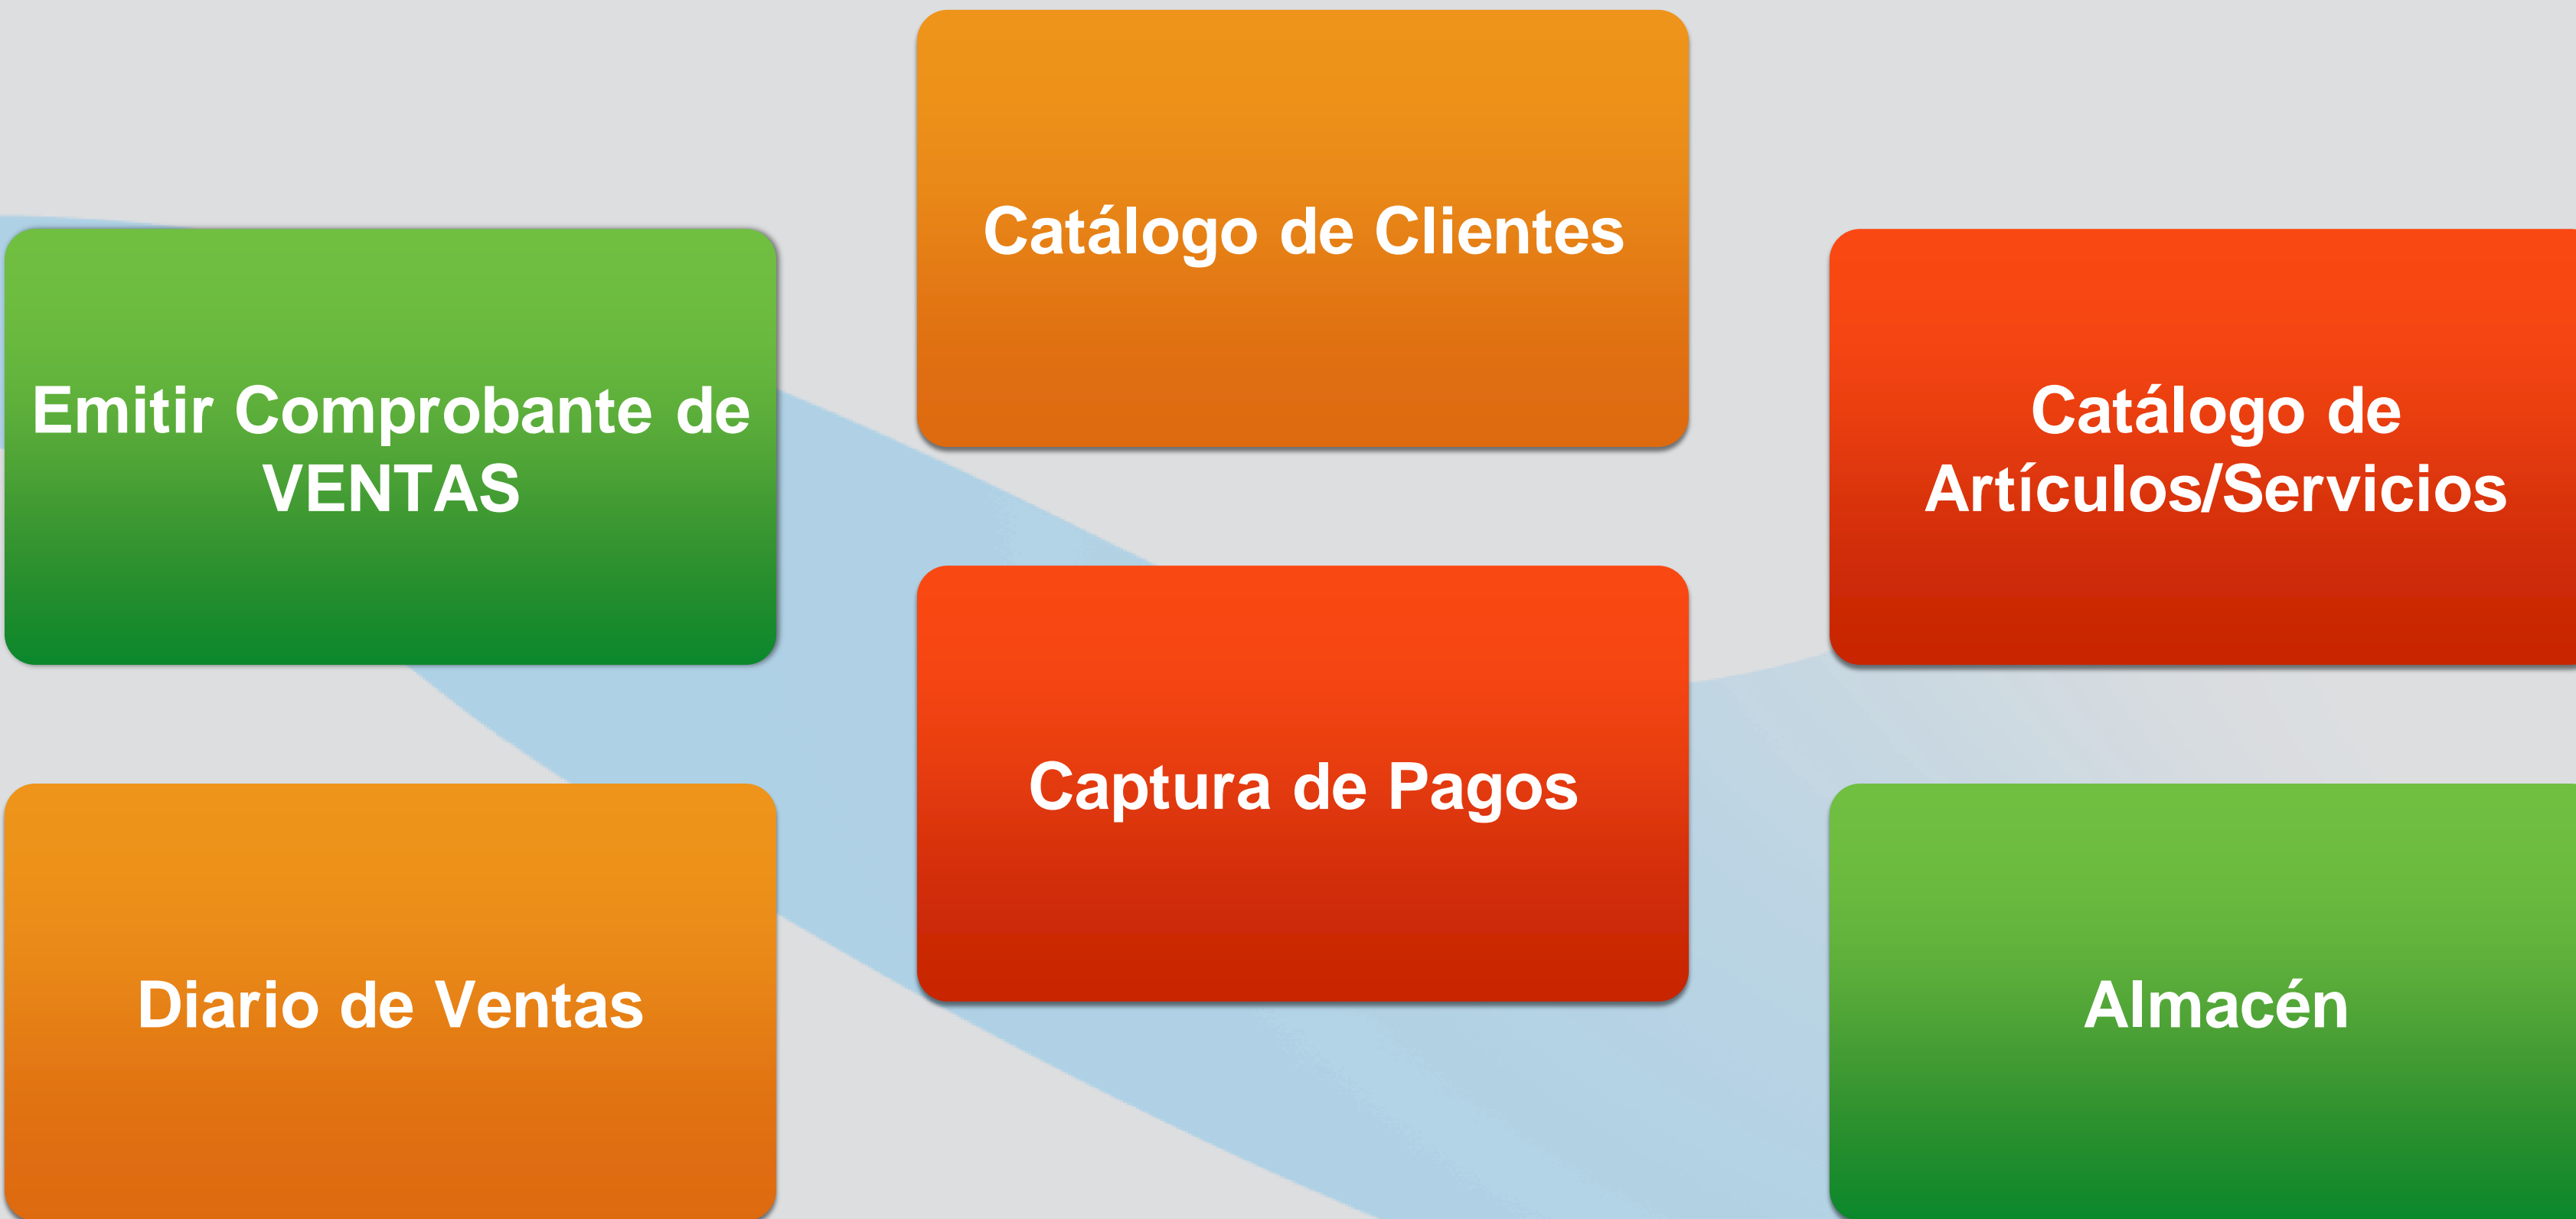 Catálogo de Clientes
Emitir Comprobante de
VENTAS
Catálogo de
Artículos/Servicios
Captura de Pagos
Diario de Ventas
Almacén